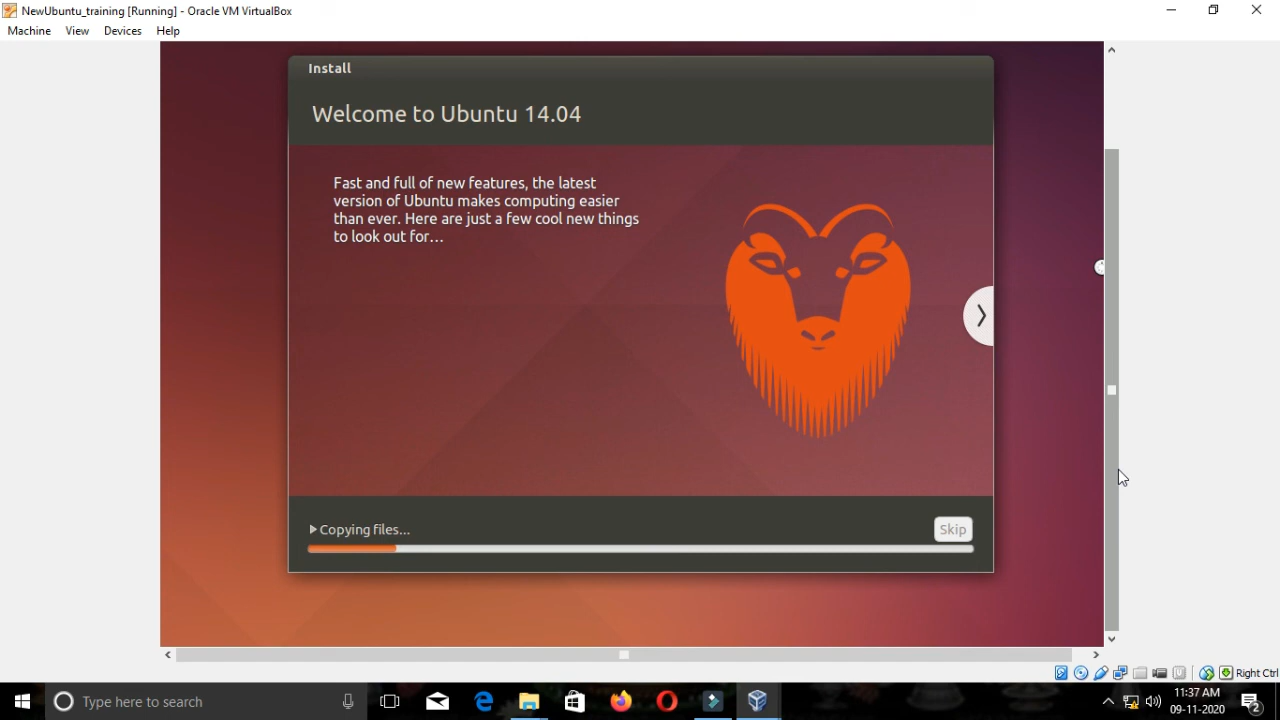 NewUbuntu_training [Running] - Oracle VM VirtualBox
Machine View Devices Help
Install
Welcome to Ubuntu 14.04
Fast and full of new features, the latest
version of Ubuntu makes computing easier
than ever. Here are just a few cool new things
to look out for...
Copying files...
Skip
Right Ctrl
Type here to search
11:37 AM
09-11-2020
2